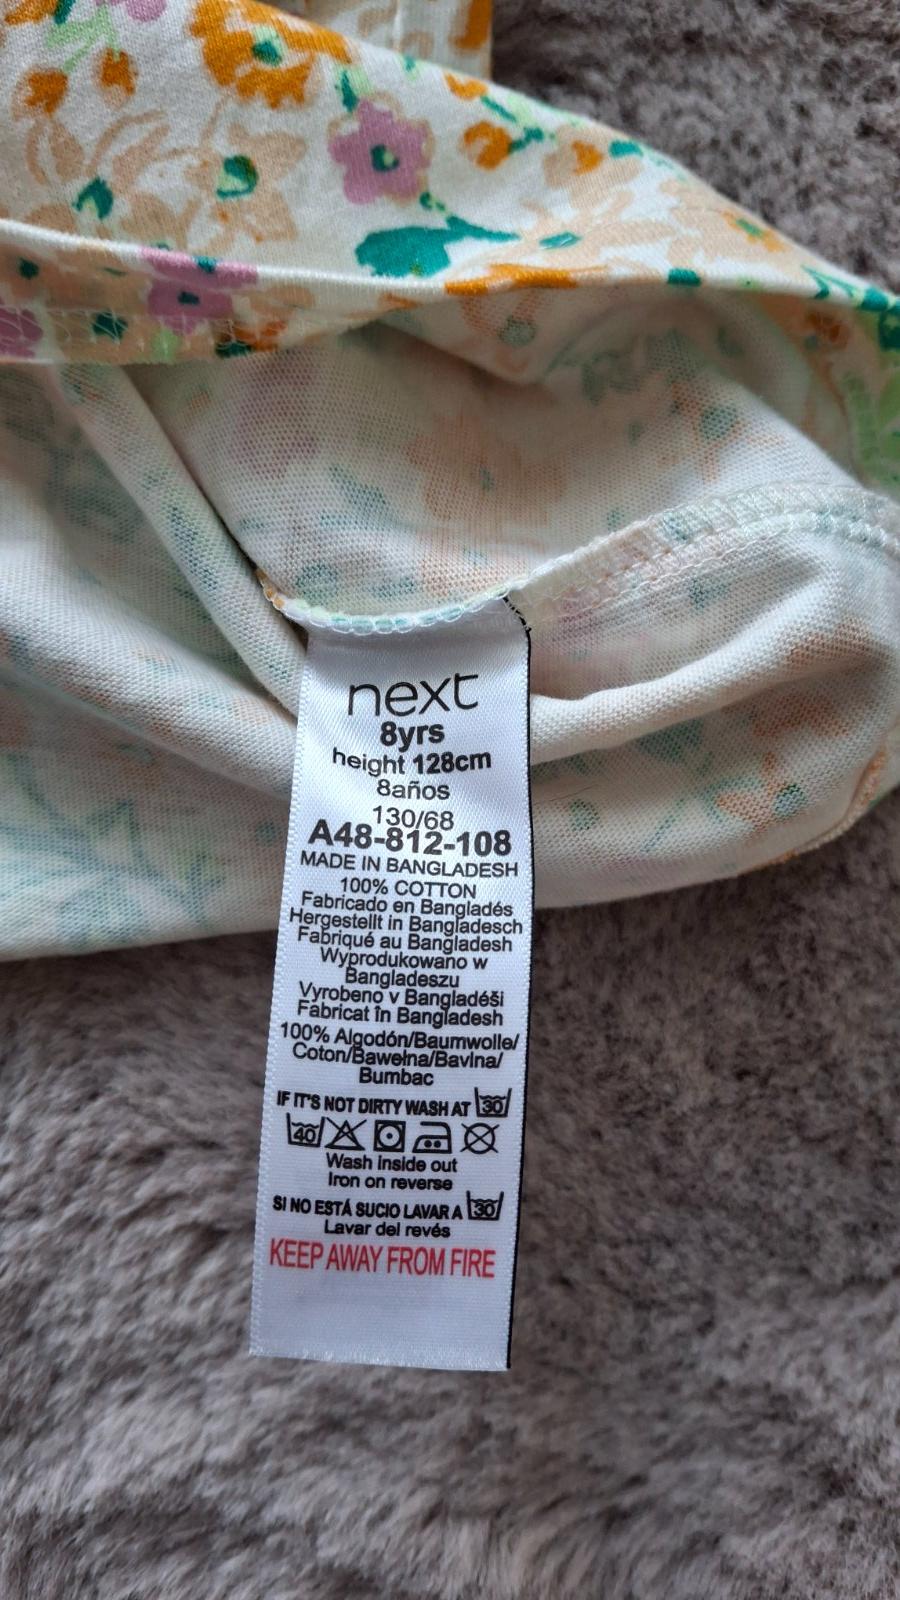 next
8yrs
height 128cm
8años
130/68
A48-812-108
MADE IN BANGLADESH
100% COTTON
Fabricado en Bangladés
Hergestellt in Bangladesch
Fabriqué au Bangladesh
Wyprodukowano w
Bangladeszu
Vyrobeno v Bangladéši
Fabricat în Bangladesh
100% Algodón/Baumwolle/
Coton/Bawełna/Bavlna/
Bumbac
IF IT'S NOT DIRTY WASH AT 30
40
Wash inside out
Iron on reverse
SI NO ESTÁ SUCIO LAVAR A 30
Lavar del revés
KEEP AWAY FROM FIRE